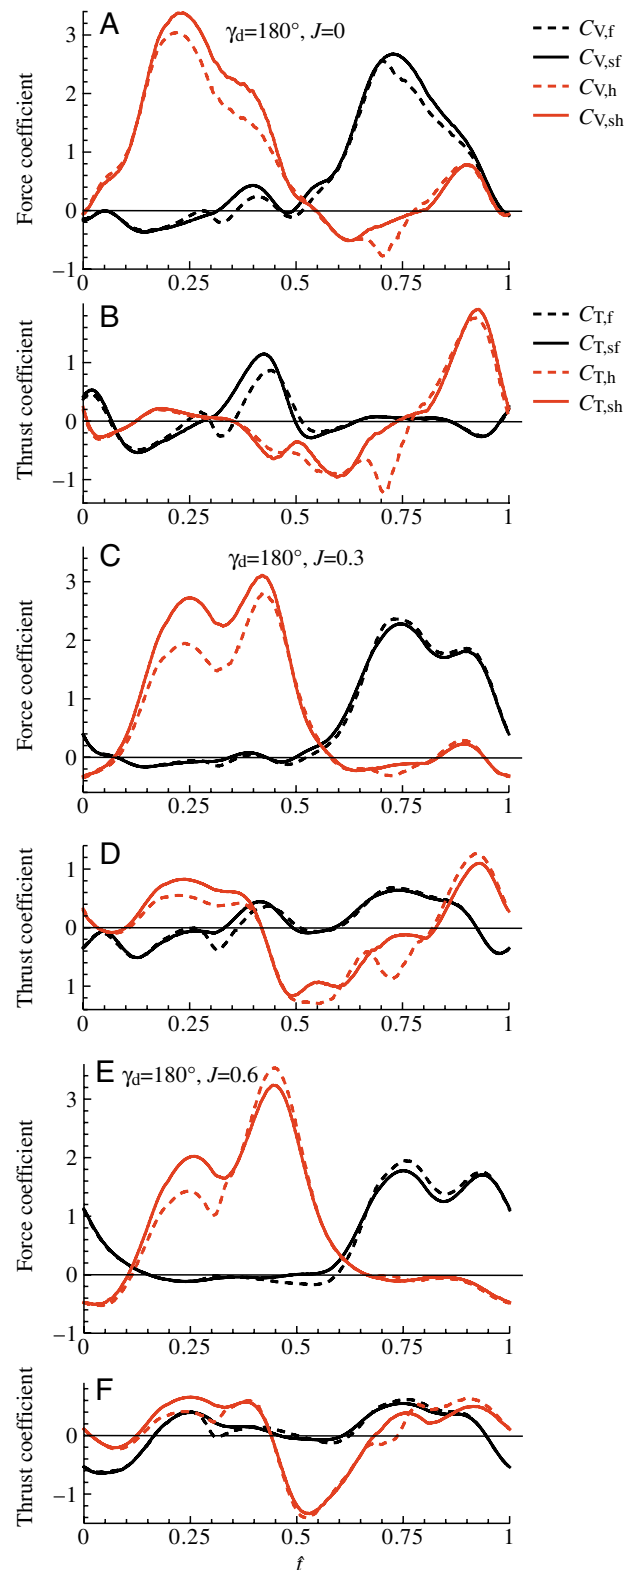 A
γd=180°, J=0
CV,f
CV,sf
CV,h
CV,sh
Force coefficient
3
2
1
0
–1
0 0.25 0.5 0.75 1
B
CT,f
CT,sf
CT,h
CT,sh
Thrust coefficient
1
0
–1
0 0.25 0.5 0.75 1
C
γd=180°, J=0.3
Force coefficient
3
2
1
0
0 0.25 0.5 0.75 1
D
Thrust coefficient
1
0
1
0 0.25 0.5 0.75 1
E
γd=180°, J=0.6
Force coefficient
3
2
1
0
–1
0 0.25 0.5 0.75 1
F
Thrust coefficient
0
–1
0 0.25 0.5 0.75 1
t̂